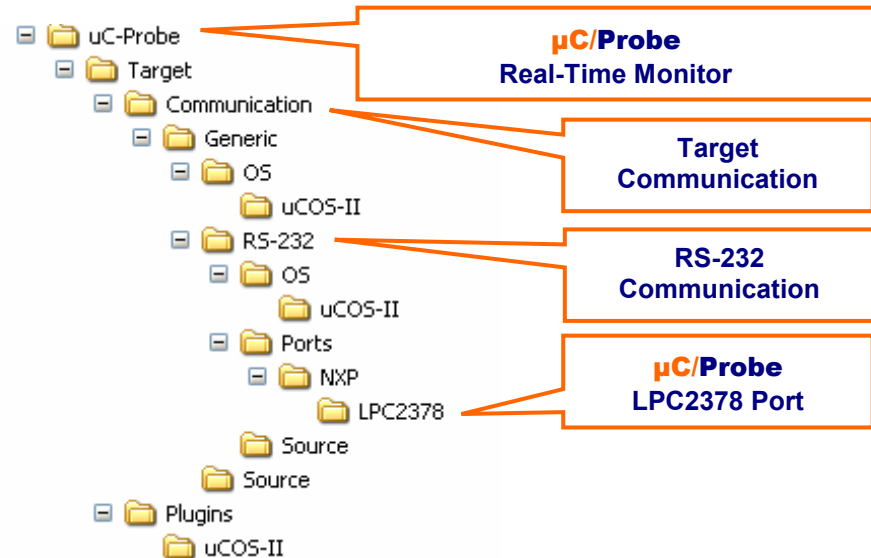 uC-Probe
µC/Probe
Real-Time Monitor
Target
Communication
Target
Communication
Generic
OS
uCOS-II
RS-232
RS-232
Communication
OS
uCOS-II
Ports
NXP
µC/Probe
LPC2378 Port
LPC2378
Source
Source
Plugins
uCOS-II